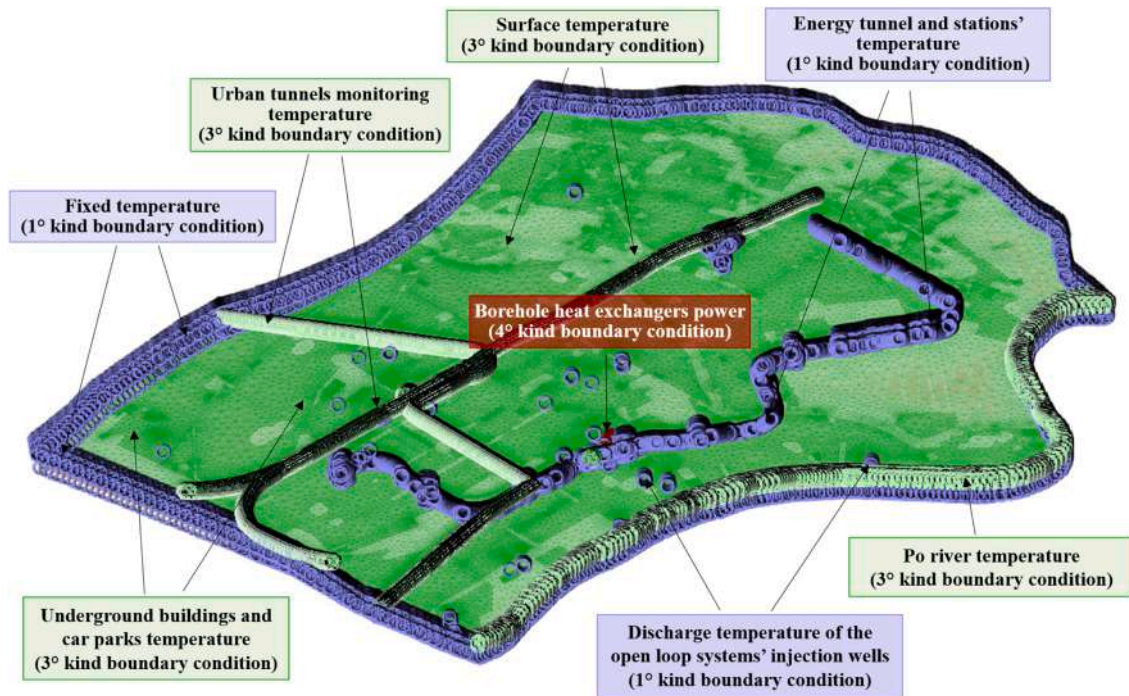 Surface temperature
(3° kind boundary condition)
Energy tunnel and stations’
temperature
(1° kind boundary condition)
Urban tunnels monitoring
temperature
(3° kind boundary condition)
Fixed temperature
(1° kind boundary condition)
Borehole heat exchangers power
(4° kind boundary condition)
Po river temperature
(3° kind boundary condition)
Underground buildings and
car parks temperature
(3° kind boundary condition)
Discharge temperature of the
open loop systems’ injection wells
(1° kind boundary condition)